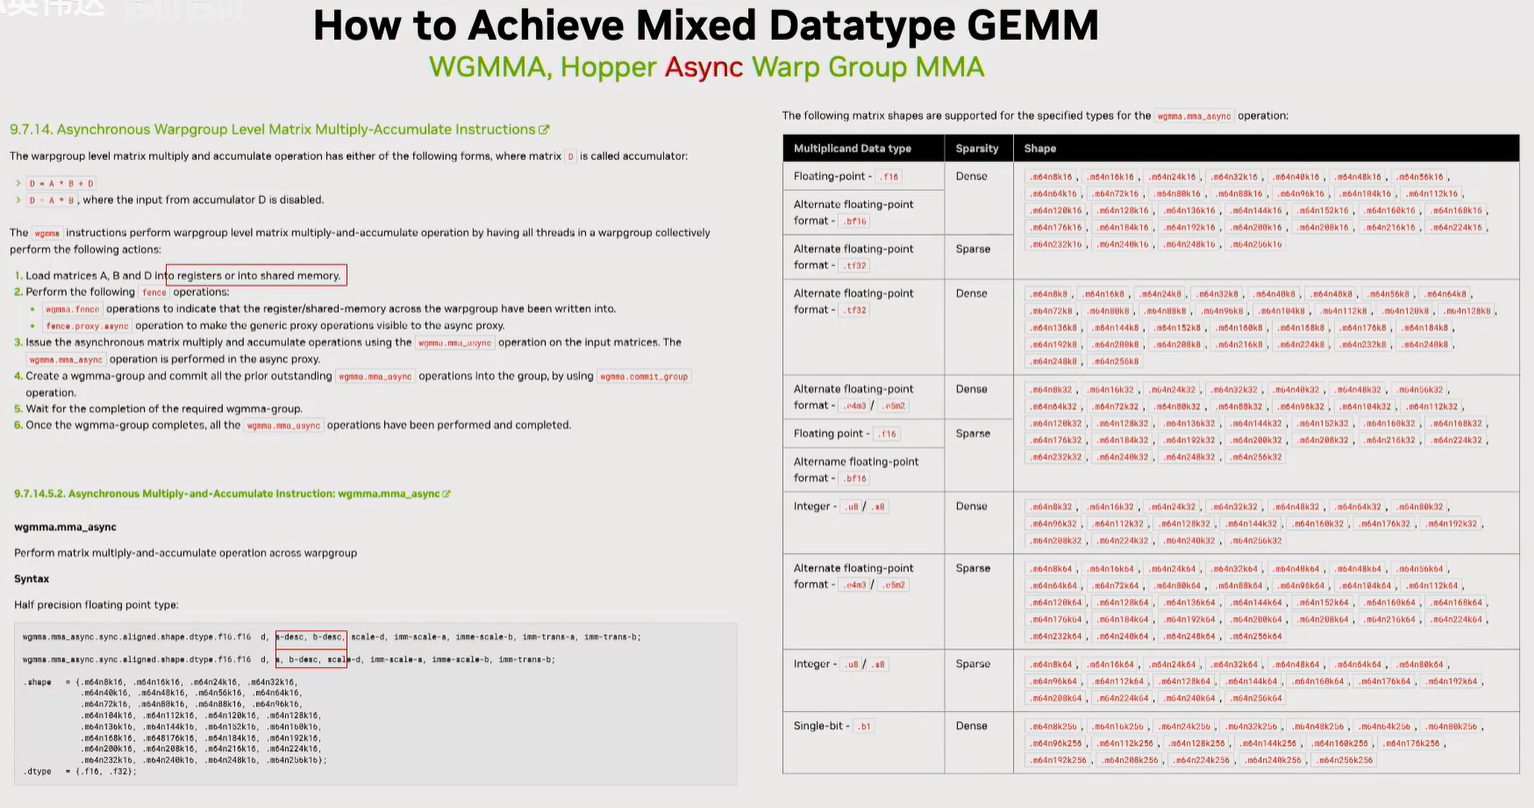 英伟达
How to Achieve Mixed Datatype GEMM
WGMMA, Hopper Async Warp Group MMA
9.7.14. Asynchronous Warpgroup Level Matrix Multiply-Accumulate Instructions
The warpgroup level matrix multiply and accumulate operation has either of the following forms, where matrix D is called accumulator:
> D = A * B + D
> D = A * B , where the input from accumulator D is disabled.
The wgmma instructions perform warpgroup level matrix multiply-and-accumulate operation by having all threads in a warpgroup collectively
perform the following actions:
1. Load matrices A, B and D into registers or into shared memory.
2. Perform the following fence operations:
• wgmma.fence operations to indicate that the register/shared-memory across the warpgroup have been written into.
• fence.proxy.async operation to make the generic proxy operations visible to the async proxy.
3. Issue the asynchronous matrix multiply and accumulate operations using the wgmma.mma_async operation on the input matrices. The
wgmma.mma_async operation is performed in the async proxy.
4. Create a wgmma-group and commit all the prior outstanding wgmma.mma_async operations into the group, by using wgmma.commit_group
operation.
5. Wait for the completion of the required wgmma-group.
6. Once the wgmma-group completes, all the wgmma.mma_async operations have been performed and completed.
9.7.14.5.2. Asynchronous Multiply-and-Accumulate Instruction: wgmma.mma_async
wgmma.mma_async
Perform matrix multiply-and-accumulate operation across warpgroup
Syntax
Half precision floating point type:
wgmma.mma_async.sync.aligned.shape.dtype.f16.f16 d, a-desc, b-desc, scale-d, imm-scale-a, imme-scale-b, imm-trans-a, imm-trans-b;
wgmma.mma_async.sync.aligned.shape.dtype.f16.f16 d, a, b-desc, scale-d, imm-scale-a, imme-scale-b, imm-trans-b;
.shape = {.m64n8k16, .m64n16k16, .m64n24k16, .m64n32k16,
.m64n40k16, .m64n48k16, .m64n56k16, .m64n64k16,
.m64n72k16, .m64n80k16, .m64n88k16, .m64n96k16,
.m64n104k16, .m64n112k16, .m64n120k16, .m64n128k16,
.m64n136k16, .m64n144k16, .m64n152k16, .m64n160k16,
.m64n168k16, .m648176k16, .m64n184k16, .m64n192k16,
.m64n200k16, .m64n208k16, .m64n216k16, .m64n224k16,
.m64n232k16, .m64n240k16, .m64n248k16, .m64n256k16};
.dtype = {.f16, .f32};
The following matrix shapes are supported for the specified types for the wgmma.mma_async operation:
Multiplicand Data type Sparsity Shape
Floating-point - .f16 Dense
Alternate floating-point
format - .bf16
Alternate floating-point Sparse
format - .tf32
.m64n8k16 , .m64n16k16 , .m64n24k16 , .m64n32k16 , .m64n40k16 , .m64n48k16 , .m64n56k16 ,
.m64n64k16 , .m64n72k16 , .m64n80k16 , .m64n88k16 , .m64n96k16 , .m64n104k16 , .m64n112k16 ,
.m64n120k16 , .m64n128k16 , .m64n136k16 , .m64n144k16 , .m64n152k16 , .m64n160k16 , .m64n168k16 ,
.m64n176k16 , .m64n184k16 , .m64n192k16 , .m64n200k16 , .m64n208k16 , .m64n216k16 , .m64n224k16 ,
.m64n232k16 , .m64n240k16 , .m64n248k16 , .m64n256k16
Alternate floating-point Dense
format - .tf32
.m64n8k8 , .m64n16k8 , .m64n24k8 , .m64n32k8 , .m64n40k8 , .m64n48k8 , .m64n56k8 , .m64n64k8 ,
.m64n72k8 , .m64n80k8 , .m64n88k8 , .m64n96k8 , .m64n104k8 , .m64n112k8 , .m64n120k8 , .m64n128k8 ,
.m64n136k8 , .m64n144k8 , .m64n152k8 , .m64n160k8 , .m64n168k8 , .m64n176k8 , .m64n184k8 ,
.m64n192k8 , .m64n200k8 , .m64n208k8 , .m64n216k8 , .m64n224k8 , .m64n232k8 , .m64n240k8 ,
.m64n248k8 , .m64n256k8
Alternate floating-point Dense
format - .e4m3 / .e5m2
Floating point - .f16 Sparse
Altername floating-point
format - .bf16
.m64n8k32 , .m64n16k32 , .m64n24k32 , .m64n32k32 , .m64n40k32 , .m64n48k32 , .m64n56k32 ,
.m64n64k32 , .m64n72k32 , .m64n80k32 , .m64n88k32 , .m64n96k32 , .m64n104k32 , .m64n112k32 ,
.m64n120k32 , .m64n128k32 , .m64n136k32 , .m64n144k32 , .m64n152k32 , .m64n160k32 , .m64n168k32 ,
.m64n176k32 , .m64n184k32 , .m64n192k32 , .m64n200k32 , .m64n208k32 , .m64n216k32 , .m64n224k32 ,
.m64n232k32 , .m64n240k32 , .m64n248k32 , .m64n256k32
Integer - .u8 / .s8 Dense
.m64n8k32 , .m64n16k32 , .m64n24k32 , .m64n32k32 , .m64n48k32 , .m64n64k32 , .m64n80k32 ,
.m64n96k32 , .m64n112k32 , .m64n128k32 , .m64n144k32 , .m64n160k32 , .m64n176k32 , .m64n192k32 ,
.m64n208k32 , .m64n224k32 , .m64n240k32 , .m64n256k32
Alternate floating-point Sparse
format - .e4m3 / .e5m2
.m64n8k64 , .m64n16k64 , .m64n24k64 , .m64n32k64 , .m64n40k64 , .m64n48k64 , .m64n56k64 ,
.m64n64k64 , .m64n72k64 , .m64n80k64 , .m64n88k64 , .m64n96k64 , .m64n104k64 , .m64n112k64 ,
.m64n120k64 , .m64n128k64 , .m64n136k64 , .m64n144k64 , .m64n152k64 , .m64n160k64 , .m64n168k64 ,
.m64n176k64 , .m64n184k64 , .m64n192k64 , .m64n200k64 , .m64n208k64 , .m64n216k64 , .m64n224k64 ,
.m64n232k64 , .m64n240k64 , .m64n248k64 , .m64n256k64
Integer - .u8 / .s8 Sparse
.m64n8k64 , .m64n16k64 , .m64n24k64 , .m64n32k64 , .m64n48k64 , .m64n64k64 , .m64n80k64 ,
.m64n96k64 , .m64n112k64 , .m64n128k64 , .m64n144k64 , .m64n160k64 , .m64n176k64 , .m64n192k64 ,
.m64n208k64 , .m64n224k64 , .m64n240k64 , .m64n256k64
Single-bit - .b1 Dense
.m64n8k256 , .m64n16k256 , .m64n24k256 , .m64n32k256 , .m64n48k256 , .m64n64k256 , .m64n80k256 ,
.m64n96k256 , .m64n112k256 , .m64n128k256 , .m64n144k256 , .m64n160k256 , .m64n176k256 ,
.m64n192k256 , .m64n208k256 , .m64n224k256 , .m64n240k256 , .m64n256k256